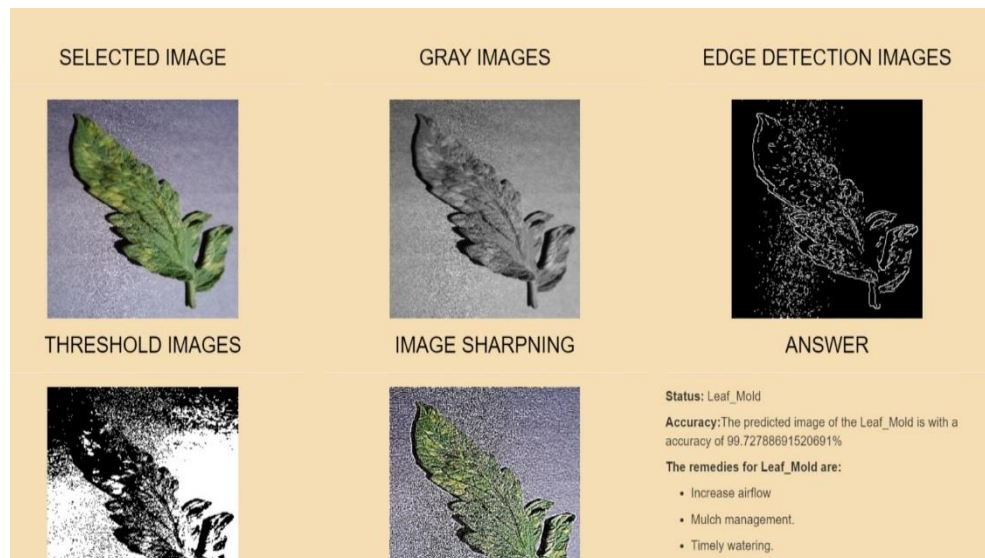 SELECTED IMAGE
GRAY IMAGES
EDGE DETECTION IMAGES
THRESHOLD IMAGES
IMAGE SHARPNING
ANSWER
Status: Leaf_Mold
Accuracy:The predicted image of the Leaf_Mold is with a
accuracy of 99.72788691520691%
The remedies for Leaf_Mold are:
• Increase airflow
• Mulch management.
• Timely watering.